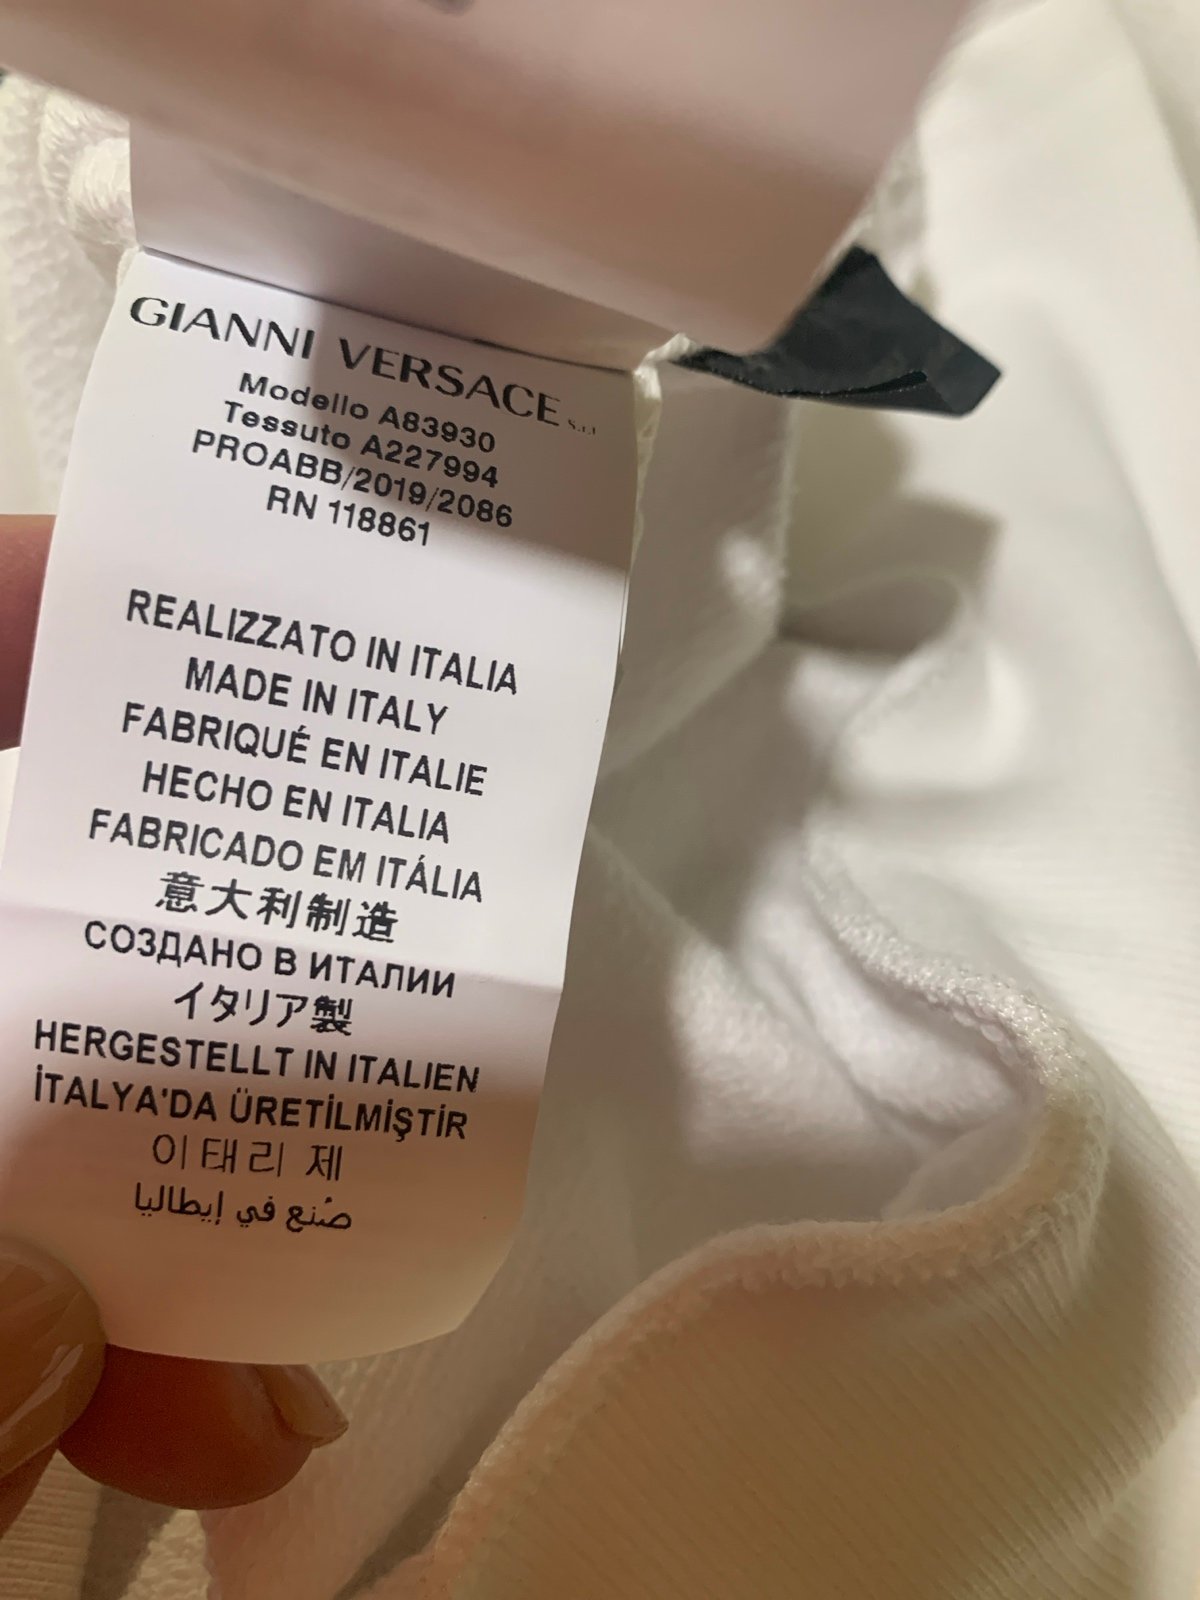 GIANNI VERSACE S.r.l
Modello A83930
Tessuto A227994
PROABB/2019/2086
RN 118861
REALIZZATO IN ITALIA
MADE IN ITALY
FABRIQUÉ EN ITALIE
HECHO EN ITALIA
FABRICADO EM ITÁLIA
意大利制造
СОЗДАНО В ИТАЛИИ
イタリア製
HERGESTELLT IN ITALIEN
İTALYA'DA ÜRETİLMİŞTİR
이태리 제
صُنع في إيطاليا